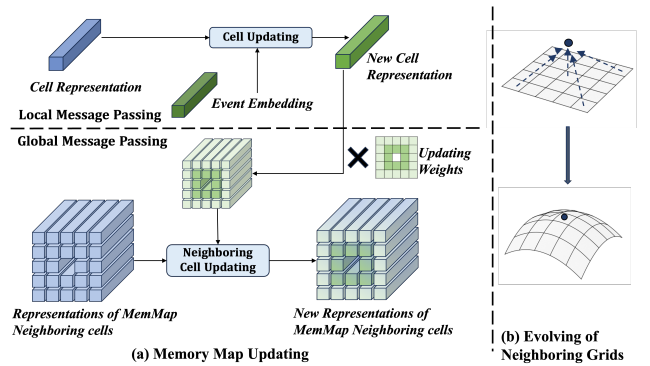 Cell Updating
Cell Representation
Event Embedding
New Cell
Representation
Local Message Passing
Global Message Passing
Updating
Weights
Neighboring
Cell Updating
Representations of MemMap
Neighboring cells
New Representations of
MemMap Neighboring cells
(a) Memory Map Updating
(b) Evolving of
Neighboring Grids